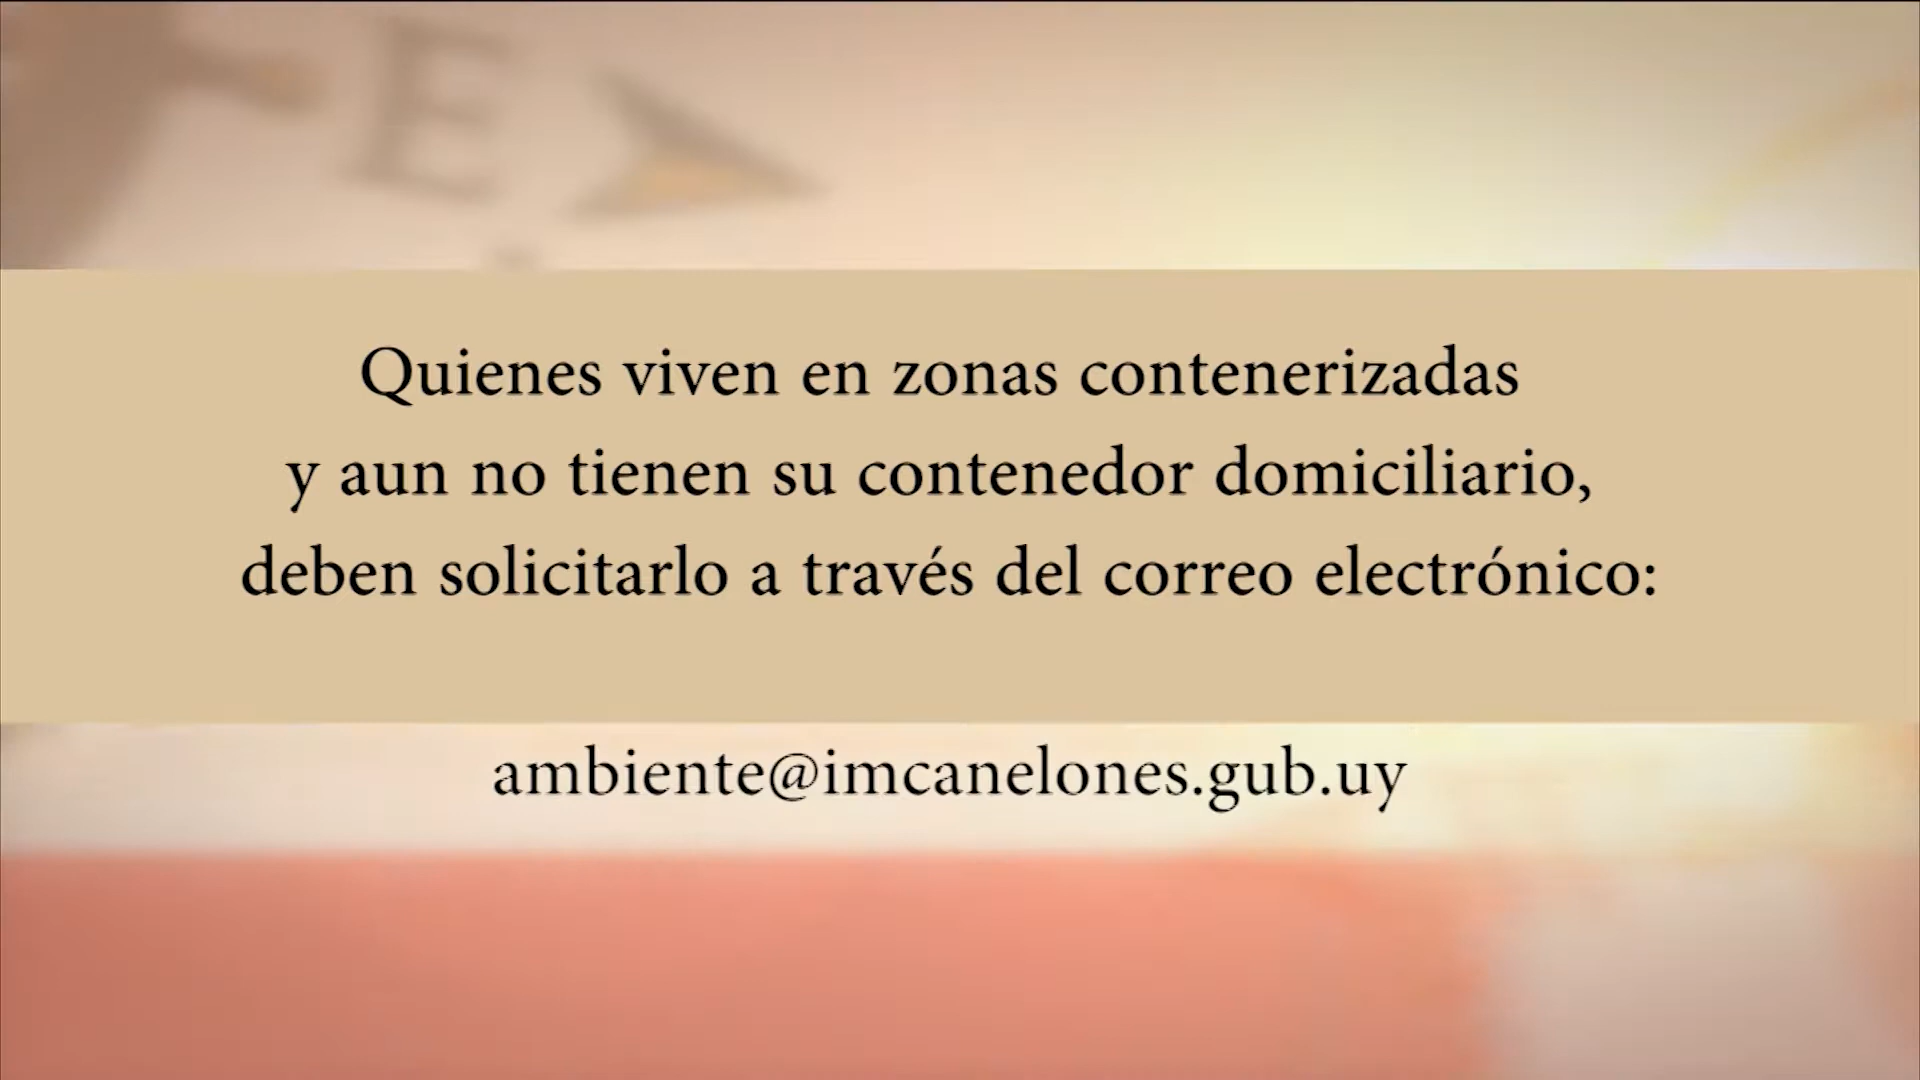 E
Quienes viven en zonas contenerizadas
y aun no tienen su contenedor domiciliario,
deben solicitarlo a través del correo electrónico:
ambiente@imcanelones.gub.uy